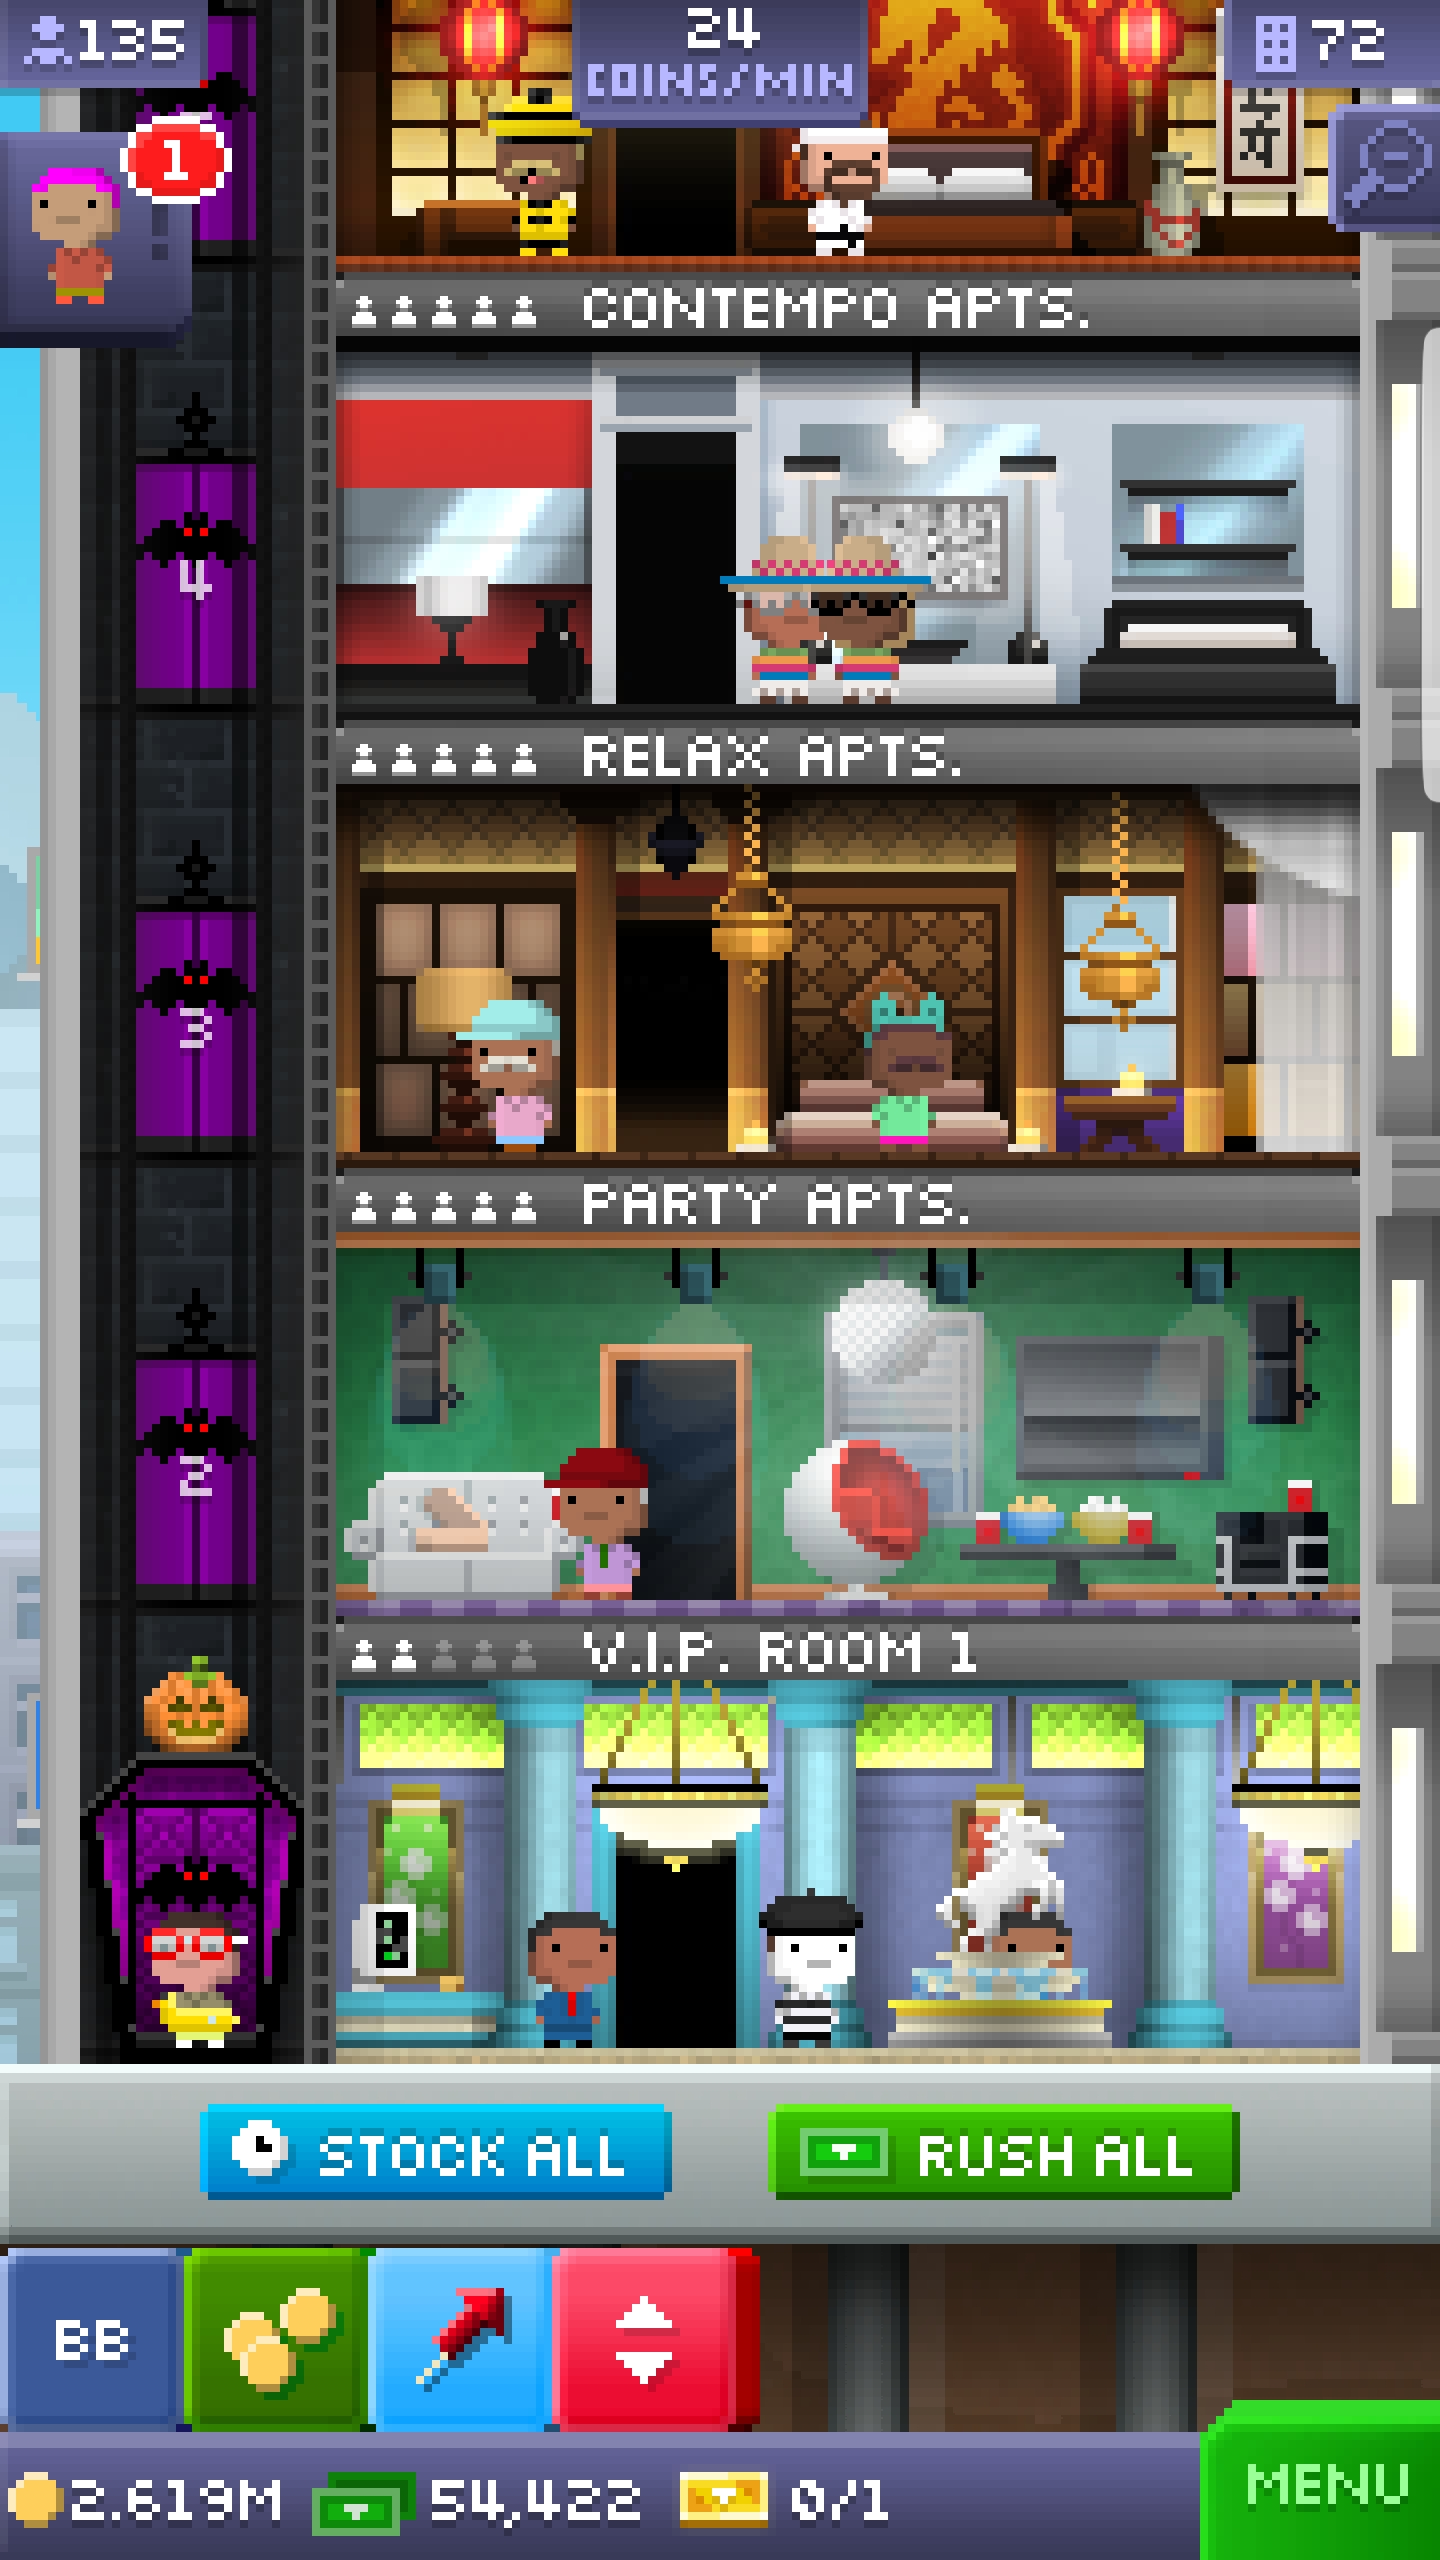 135
24
COINS/MIN
72
1
CONTEMPO APTS.
4
RELAX APTS.
3
PARTY APTS.
2
V.I.P. ROOM 1
STOCK ALL
RUSH ALL
BB
2.619M
54,422
0/1
MENU